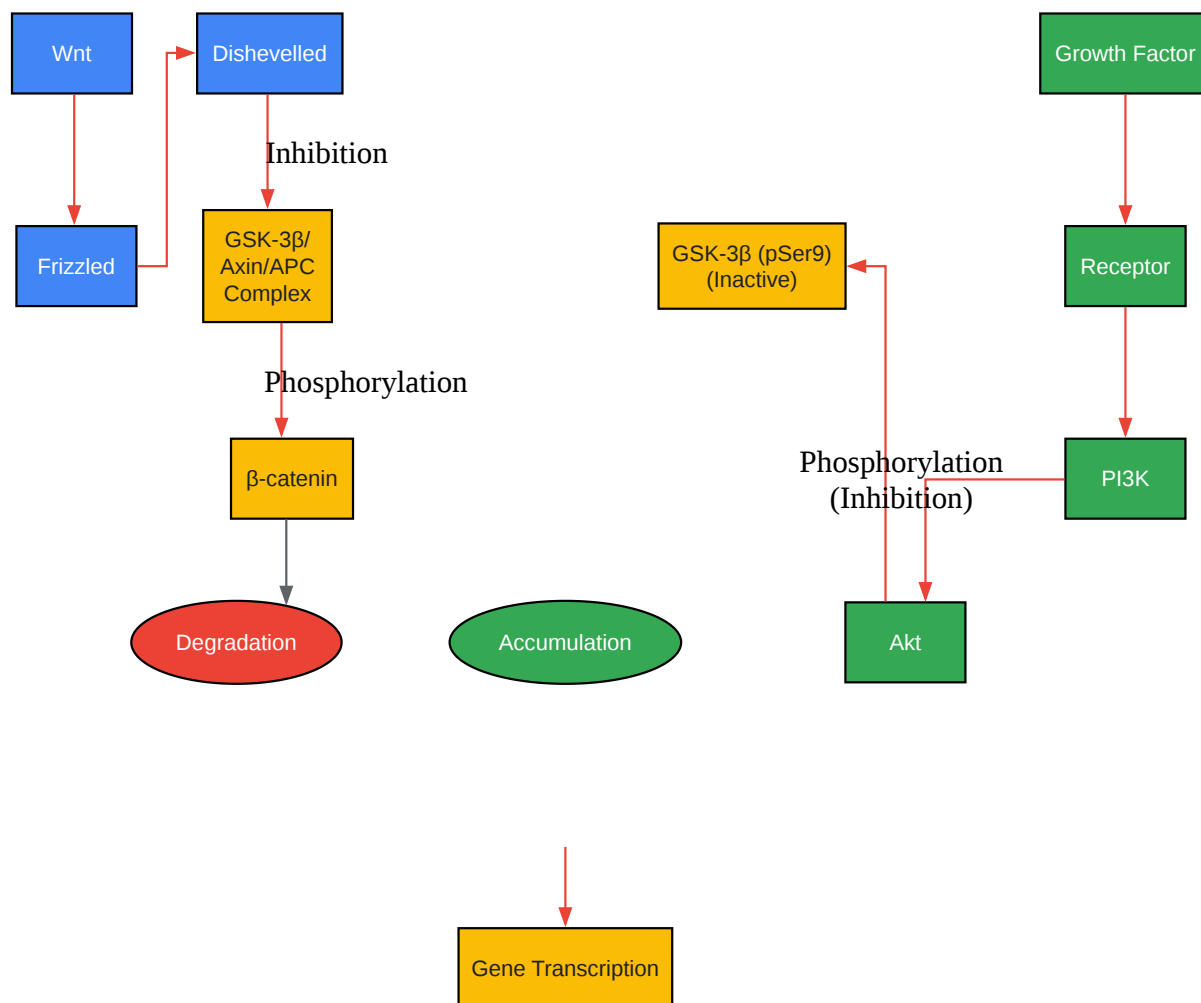 Wnt
Dishevelled
Growth Factor
Inhibition
Frizzled
GSK-3β/
Axin/APC
Complex
GSK-3β (pSer9)
(Inactive)
Receptor
Phosphorylation
β-catenin
Phosphorylation
(Inhibition)
PI3K
Degradation
Accumulation
Akt
Gene Transcription